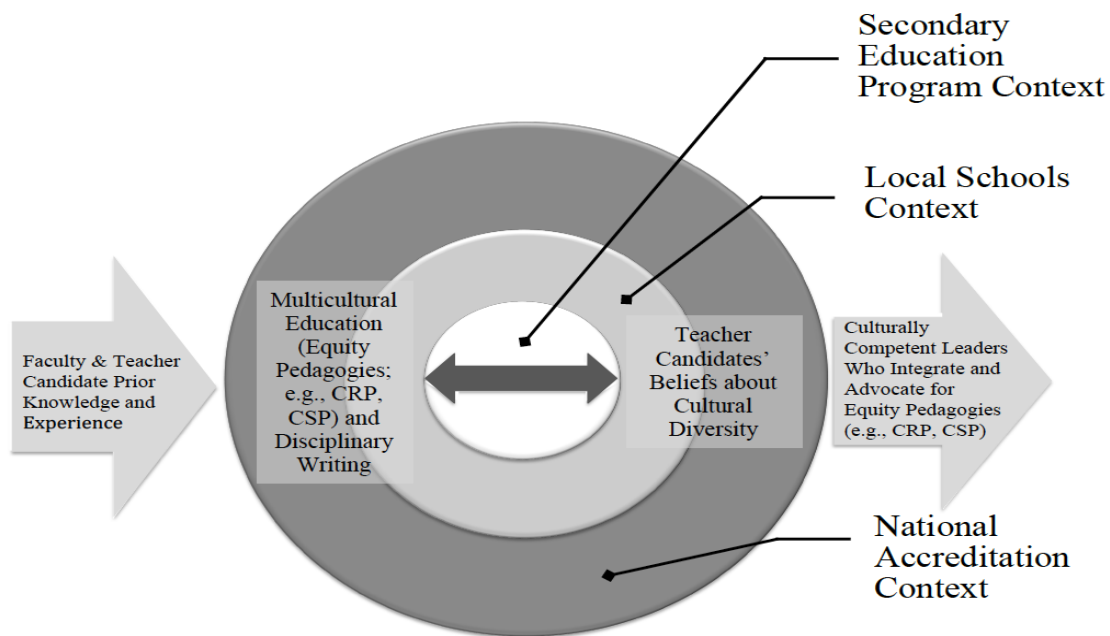 Secondary
Education
Program Context
Local Schools
Context
Multicultural
Education
(Equity
Pedagogies;
e.g., CRP,
CSP) and
Disciplinary
Writing
Teacher
Candidates’
Beliefs about
Cultural
Diversity
Faculty & Teacher
Candidate Prior
Knowledge and
Experience
Culturally
Competent Leaders
Who Integrate and
Advocate for
Equity Pedagogies
(e.g., CRP, CSP)
National
Accreditation
Context